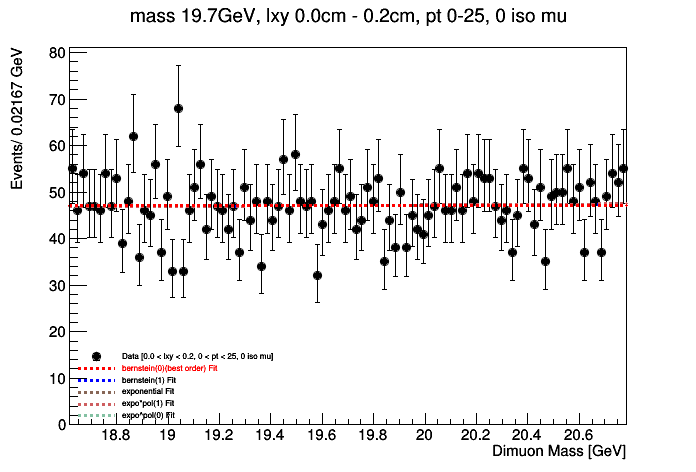 mass 19.7GeV, lxy 0.0cm - 0.2cm, pt 0-25, 0 iso mu
Events/ 0.02167 GeV
80
70
60
50
40
30
20
10
0
Data [0.0 < lxy < 0.2, 0 < pt < 25, 0 iso mu]
bernstein(0)(best order) Fit
bernstein(1) Fit
exponential Fit
expo*pol(1) Fit
expo*pol(0) Fit
18.8 19 19.2 19.4 19.6 19.8 20 20.2 20.4 20.6
Dimuon Mass [GeV]